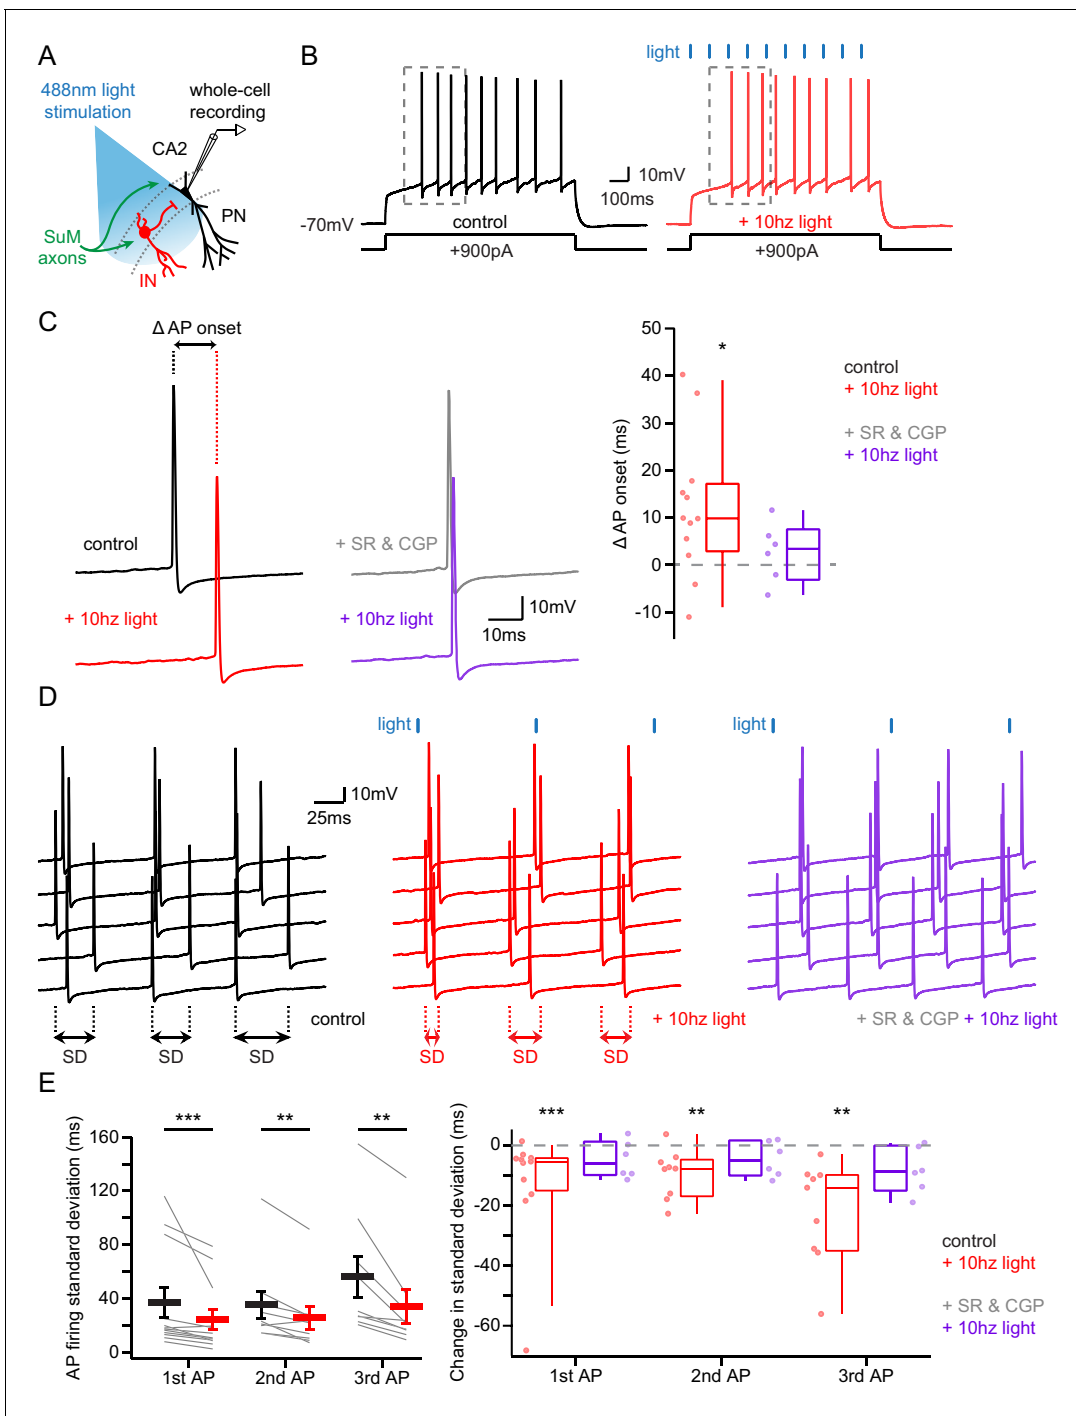 A
488nm light
stimulation
whole-cell
recording
CA2
PN
SuM
axons
IN
B
light
-70mV
control
+900pA
10mV
100ms
+ 10hz light
+900pA
C
Δ AP onset
control
+ 10hz light
+ SR & CGP
+ 10hz light
10mV
10ms
Δ AP onset (ms)
50
40
30
20
10
0
-10
*
control
+ 10hz light
+ SR & CGP
+ 10hz light
D
light
light
10mV
25ms
control
SD
SD
SD
+ 10hz light
SD
SD
SD
+ SR & CGP + 10hz light
E
AP firing standard deviation (ms)
160
120
80
40
0
***
**
**
1st AP
2nd AP
3rd AP
Change in standard deviation (ms)
0
-20
-40
-60
***
**
**
1st AP
2nd AP
3rd AP
control
+ 10hz light
+ SR & CGP
+ 10hz light